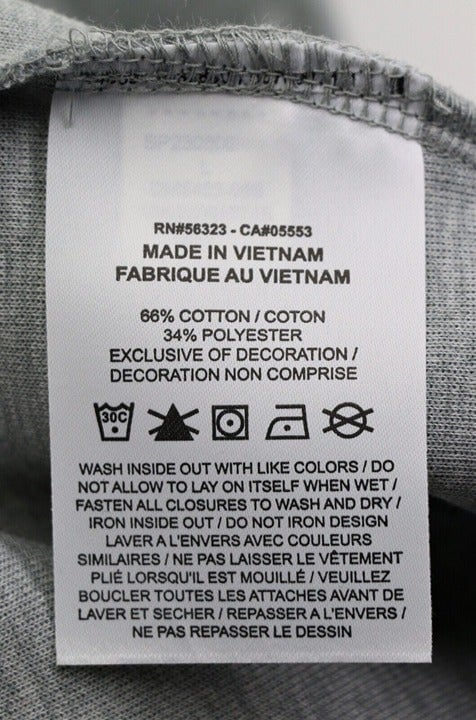 RN#56323 - CA#05553
MADE IN VIETNAM
FABRIQUE AU VIETNAM
66% COTTON / COTON
34% POLYESTER
EXCLUSIVE OF DECORATION /
DECORATION NON COMPRISE
30C
WASH INSIDE OUT WITH LIKE COLORS / DO
NOT ALLOW TO LAY ON ITSELF WHEN WET /
FASTEN ALL CLOSURES TO WASH AND DRY /
IRON INSIDE OUT / DO NOT IRON DESIGN
LAVER A L'ENVERS AVEC COULEURS
SIMILAIRES / NE PAS LAISSER LE VÊTEMENT
PLIÉ LORSQU'IL EST MOUILLÉ / VEUILLEZ
BOUCLER TOUTES LES ATTACHES AVANT DE
LAVER ET SECHER / REPASSER A L'ENVERS /
NE PAS REPASSER LE DESSIN